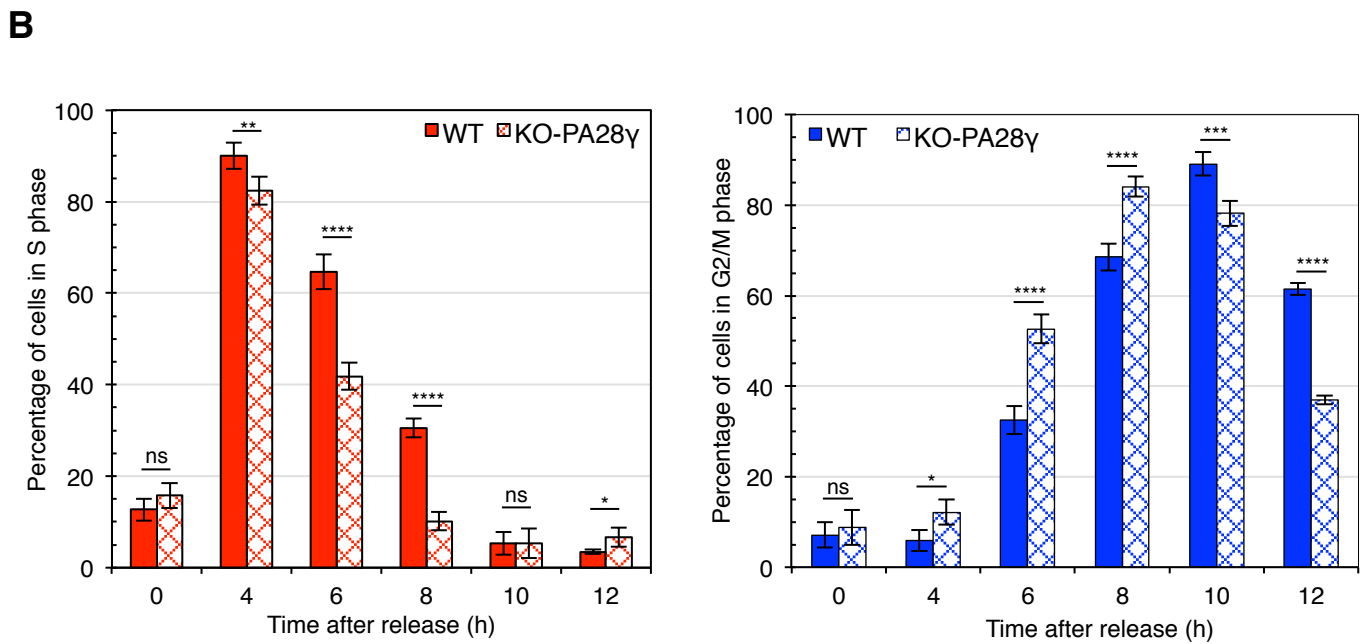 B
Percentage of cells in S phase
100
80
60
40
20
0
WT KO-PA28γ
ns
**
****
****
ns
*
0 4 6 8 10 12
Time after release (h)
Percentage of cells in G2/M phase
100
80
60
40
20
0
WT KO-PA28γ
ns
*
****
****
***
****
0 4 6 8 10 12
Time after release (h)